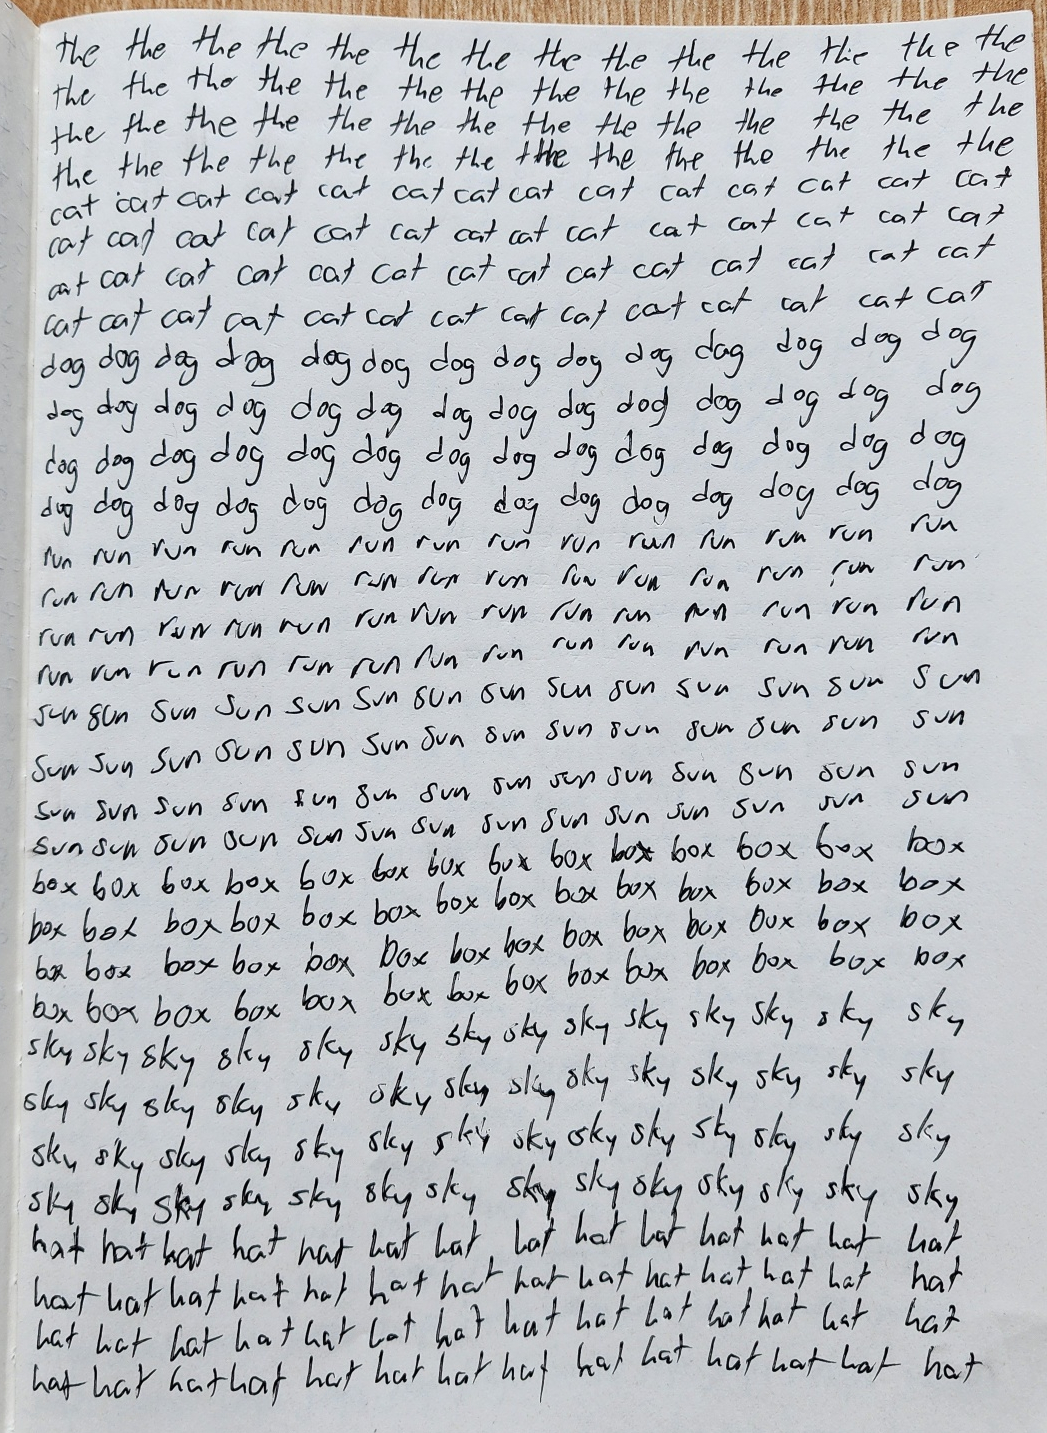 the the the the the the the the the the the the the the
the the the the the the the the the the the the the the
the the the the the the the the the the the the the the
the the the the the the the the the the the the the the
cat cat cat cat cat cat cat cat cat cat cat cat cat cat
cat cat cat cat cat cat cat cat cat cat cat cat cat cat
cat cat cat cat cat cat cat cat cat cat cat cat cat
cat cat cat cat cat cat cat cat cat cat cat cat cat cat
dog dog dog dog dog dog dog dog dog dog dog dog dog dog
dog dog dog dog dog dog dog dog dog dog dog dog dog dog
dog dog dog dog dog dog dog dog dog dog dog dog dog dog
dog dog dog dog dog dog dog dog dog dog dog dog dog dog
run run run run run run run run run run run run run run
run run run run run run run run run run run run run run
run run run run run run run run run run run run run run
run run run run run run run run run run run run run run
sun sun sun sun sun sun sun sun sun sun sun sun sun sun
sun sun sun sun sun sun sun sun sun sun sun sun sun sun
sun sun sun sun sun sun sun sun sun sun sun sun sun sun
sun sun sun sun sun sun sun sun sun sun sun sun sun sun
box box box box box box box box box box box box box box
box box box box box box box box box box box box box box
box box box box box box box box box box box box box box
box box box box box box box box box box box box box box
sky sky sky sky sky sky sky sky sky sky sky sky sky sky
sky sky sky sky sky sky sky sky sky sky sky sky sky sky
sky sky sky sky sky sky sky sky sky sky sky sky sky sky
sky sky sky sky sky sky sky sky sky sky sky sky sky sky
hat hat hat hat hat hat hat hat hat hat hat hat hat hat
hat hat hat hat hat hat hat hat hat hat hat hat hat hat
hat hat hat hat hat hat hat hat hat hat hat hat hat hat
hat hat hat hat hat hat hat hat hat hat hat hat hat hat